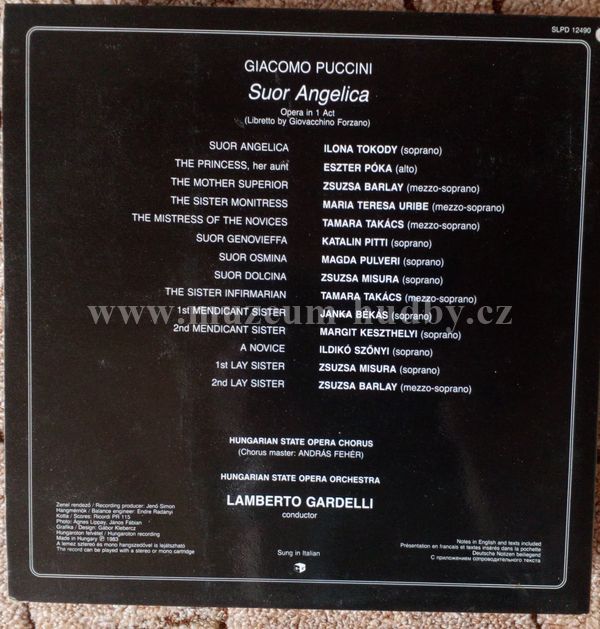 SLPD 12490
GIACOMO PUCCINI
Suor Angelica
Opera in 1 Act
(Libretto by Giovacchino Forzano)
SUOR ANGELICA ILONA TOKODY (soprano)
THE PRINCESS, her aunt ESZTER PÓKA (alto)
THE MOTHER SUPERIOR ZSUZSA BARLAY (mezzo-soprano)
THE SISTER MONITRESS MARIA TERESA URIBE (mezzo-soprano)
THE MISTRESS OF THE NOVICES TAMARA TAKÁCS (mezzo-soprano)
SUOR GENOVIEFFA KATALIN PITTI (soprano)
SUOR OSMINA MAGDA PULVERI (soprano)
SUOR DOLCINA ZSUZSA MISURA (soprano)
THE SISTER INFIRMARIAN TAMARA TAKÁCS (mezzo-soprano)
www.muzeum-hudby.cz
1st MENDICANT SISTER JANKA BÉKÁS (soprano)
2nd MENDICANT SISTER MARGIT KESZTHELYI (soprano)
A NOVICE ILDIKÓ SZŐNYI (soprano)
1st LAY SISTER ZSUZSA MISURA (soprano)
2nd LAY SISTER ZSUZSA BARLAY (mezzo-soprano)
HUNGARIAN STATE OPERA CHORUS
(Chorus master: ANDRÁS FEHÉR)
HUNGARIAN STATE OPERA ORCHESTRA
LAMBERTO GARDELLI
conductor
Zenei rendező / Recording producer: Jenő Simon
Hangmérnök / Balance engineer: Endre Radányi
Kotta / Scores: Ricordi PR 115
Photo: Ágnes Lippay, János Fábián
Grafika / Design: Gábor Klebercz
Hungaroton felvétel / Hungaroton recording
Made in Hungary ℗ 1983
A lemez sztereó és mono hangszedővel is lejátszható
The record can be played with a stereo or mono cartridge
Sung in Italian
Notes in English and texts included
Présentation en francais et textes insérés dans la pochette
Deutsche Notizen beiliegend
С приложением сопроводительного текста